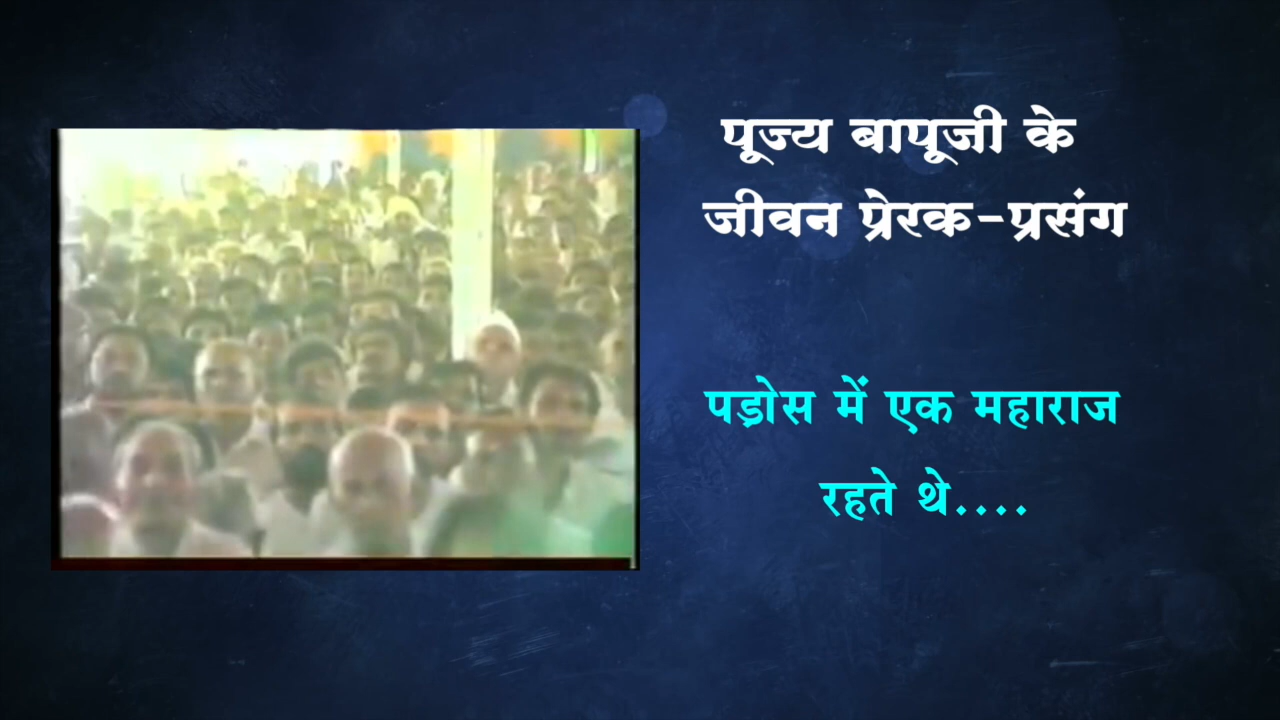 पूज्य बापूजी के
जीवन प्रेरक-प्रसंग
पड़ोस में एक महाराज
रहते थे....